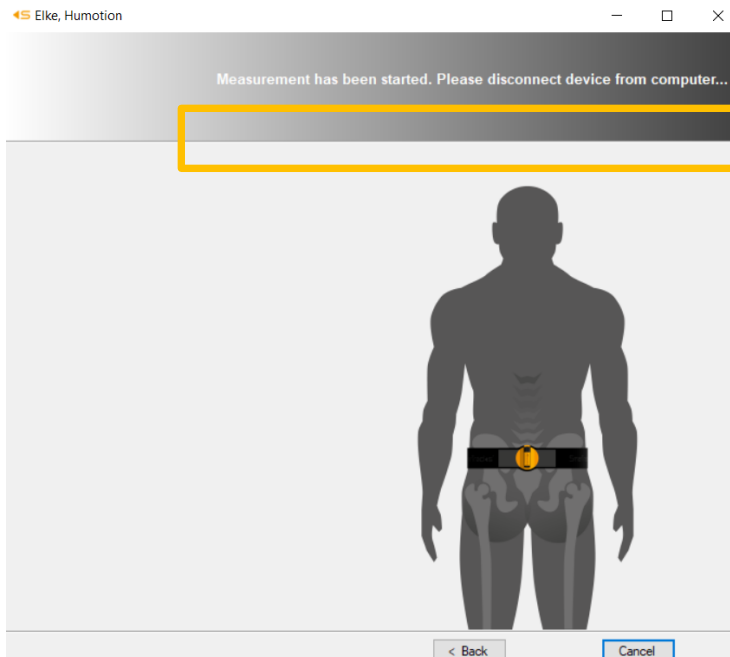 Elke, Humotion
Measurement has been started. Please disconnect device from computer...
< Back
Cancel